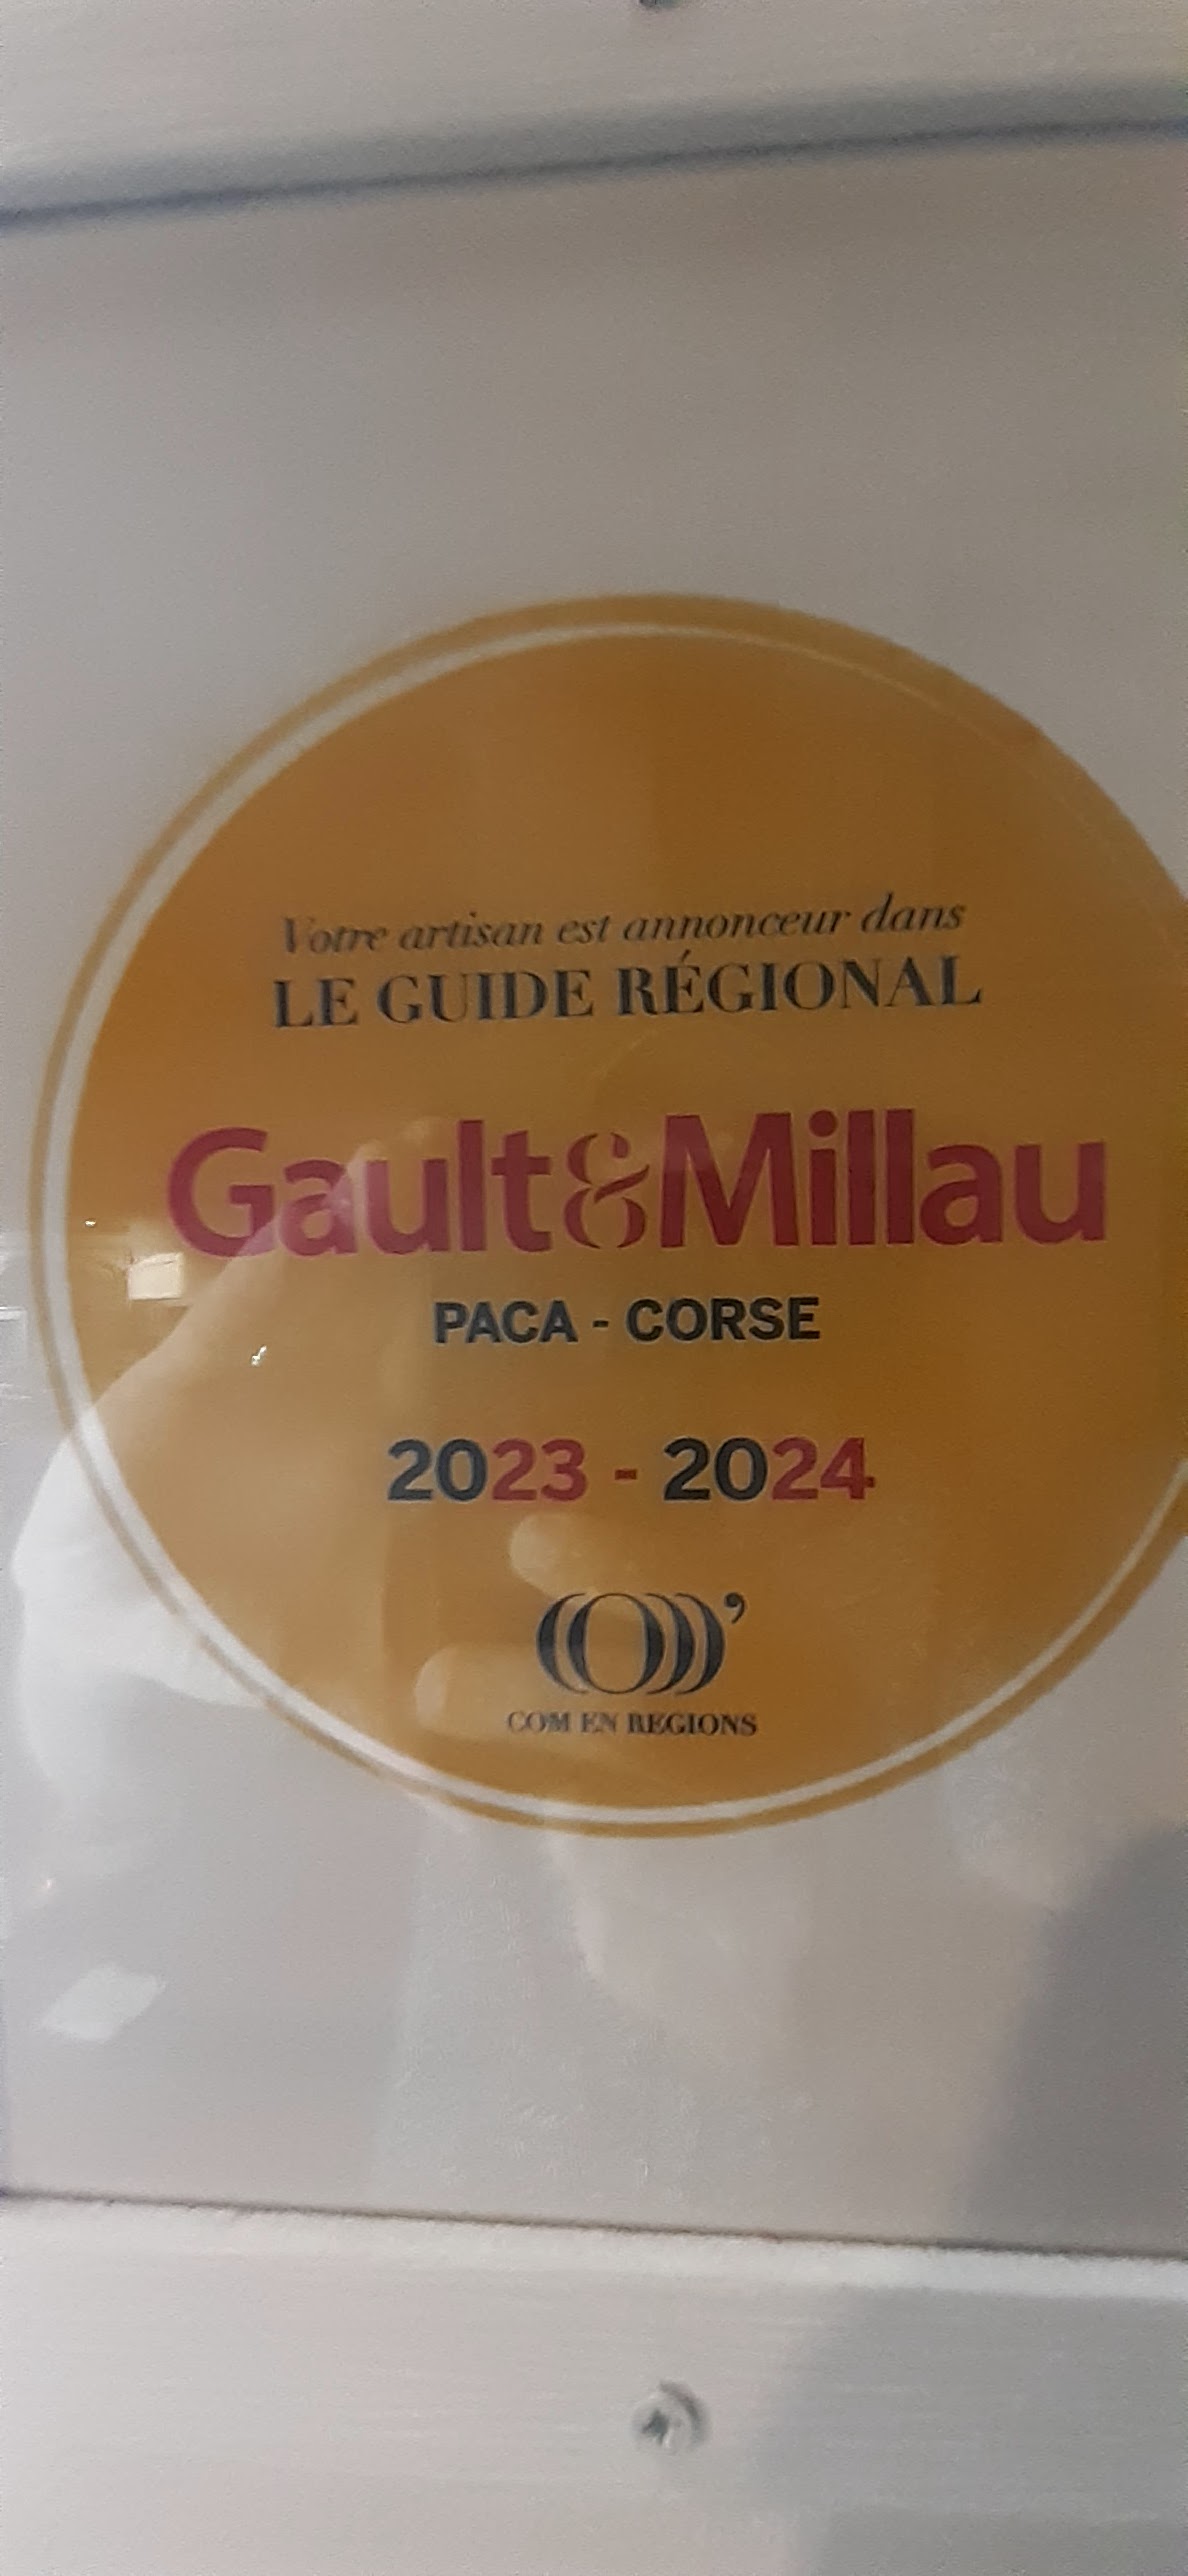 Votre artisan est annonceur dans
LE GUIDE RÉGIONAL
Gault&Millau
PACA - CORSE
2023 - 2024
COM EN REGIONS